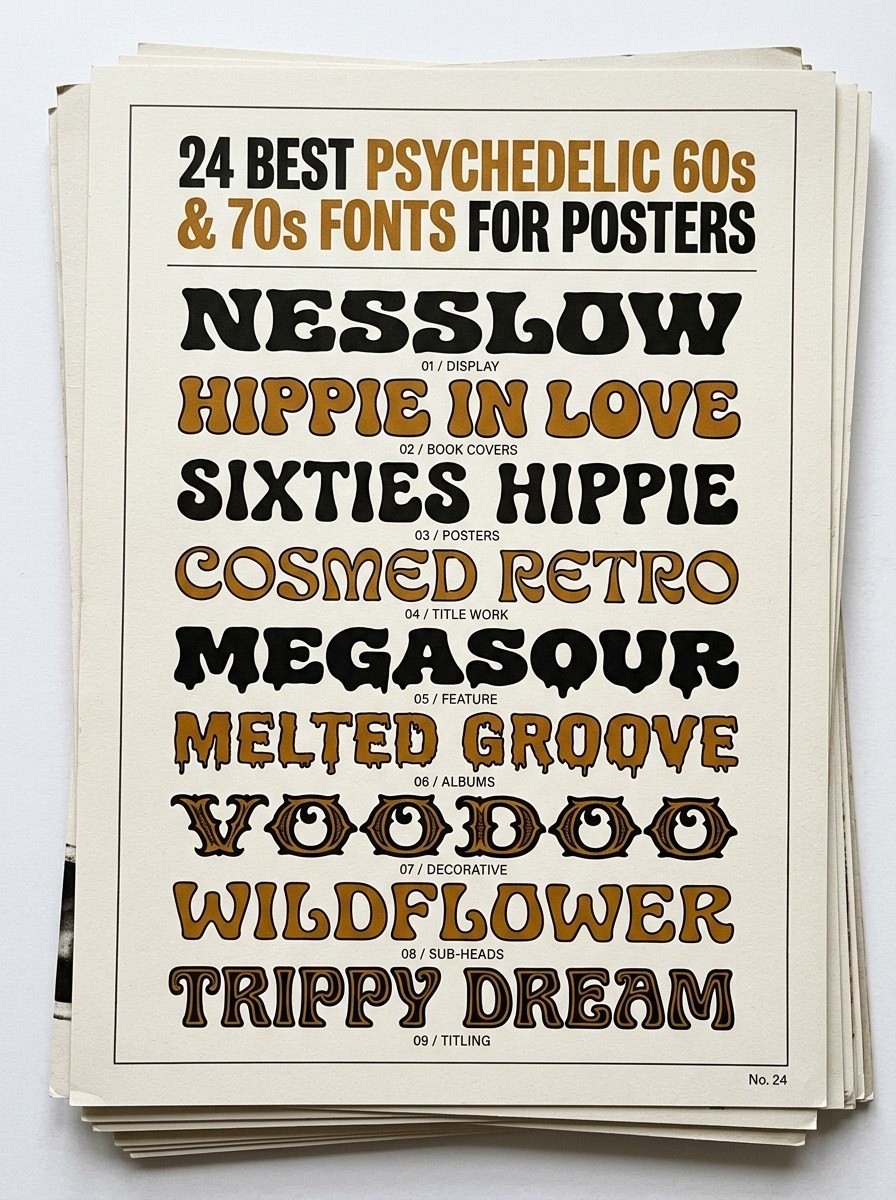 24 BEST PSYCHEDELIC 60s
& 70s FONTS FOR POSTERS
NESSLOW
01 / DISPLAY
HIPPIE IN LOVE
02 / BOOK COVERS
SIXTIES HIPPIE
03 / POSTERS
COSMED RETRO
04 / TITLE WORK
MEGASOUR
05 / FEATURE
MELTED GROOVE
06 / ALBUMS
VOODOO
07 / DECORATIVE
WILDFLOWER
08 / SUB-HEADS
TRIPPY DREAM
09 / TITLING
No. 24